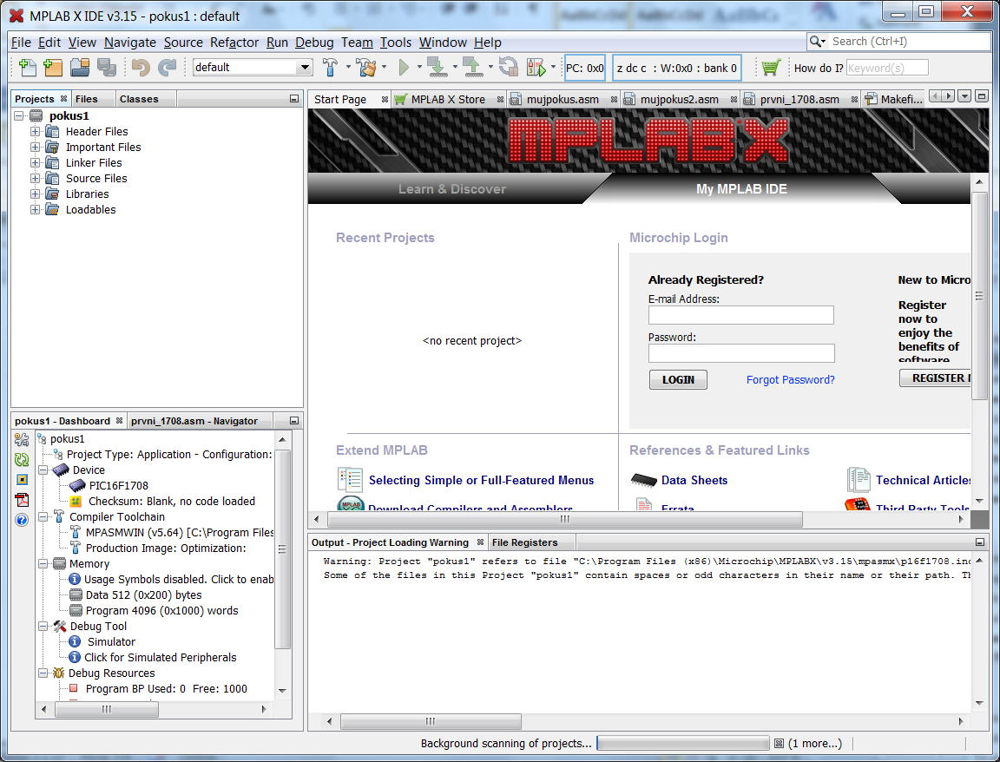 MPLAB X IDE v3.15 - pokus1 : default
File Edit View Navigate Source Refactor Run Debug Team Tools Window Help
Search (Ctrl+I)
default
PC: 0x0
z dc c : W:0x0 : bank 0
How do I?
Keyword(s)
Projects
Files
Classes
pokus1
Header Files
Important Files
Linker Files
Source Files
Libraries
Loadables
Start Page
MPLAB X Store
mujpokus.asm
mujpokus2.asm
prvni_1708.asm
Makefi...
MPLAB X
Learn & Discover
My MPLAB IDE
Recent Projects
<no recent project>
Microchip Login
Already Registered?
E-mail Address:
Password:
LOGIN
Forgot Password?
New to Micro
Register
now to
enjoy the
benefits of
software
REGISTER
Extend MPLAB
Selecting Simple or Full-Featured Menus
Download Compilers and Assemblers
References & Featured Links
Data Sheets
Errata
Technical Articles
Third Party Tools
pokus1 - Dashboard
prvni_1708.asm - Navigator
pokus1
Project Type: Application - Configuration:
Device
PIC16F1708
Checksum: Blank, no code loaded
Compiler Toolchain
MPASMWIN (v5.64) [C:\Program Files
Production Image: Optimization:
Memory
Usage Symbols disabled. Click to enab
Data 512 (0x200) bytes
Program 4096 (0x1000) words
Debug Tool
Simulator
Click for Simulated Peripherals
Debug Resources
Program BP Used: 0 Free: 1000
Output - Project Loading Warning
File Registers
Warning: Project "pokus1" refers to file "C:\Program Files (x86)\Microchip\MPLABX\v3.15\mpasmx\p16f1708.inc
Some of the files in this Project "pokus1" contain spaces or odd characters in their name or their path. Th
Background scanning of projects...
(1 more...)